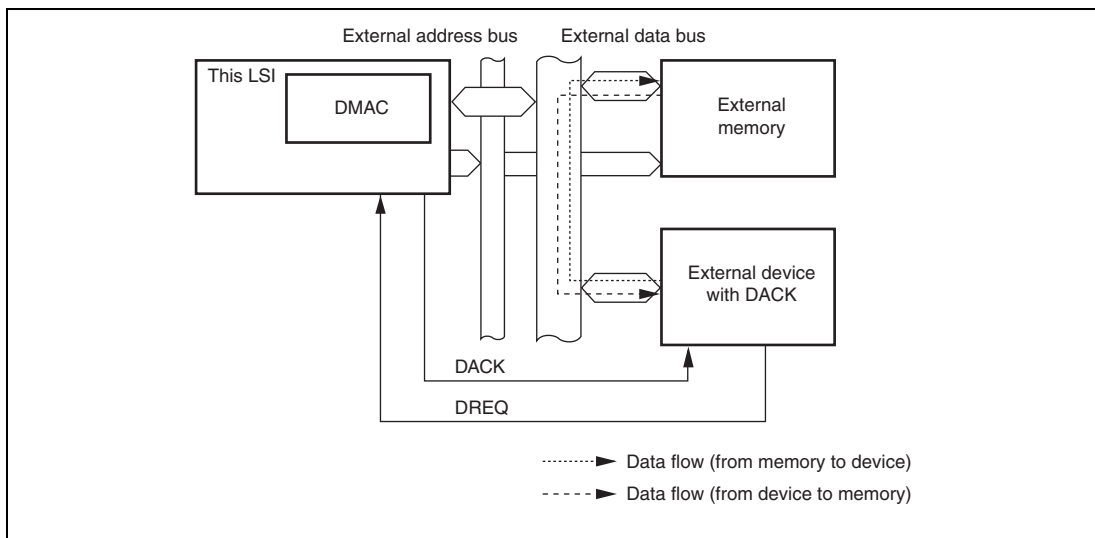 External address bus
External data bus
This LSI
DMAC
External
memory
External device
with DACK
DACK
DREQ
Data flow (from memory to device)
Data flow (from device to memory)